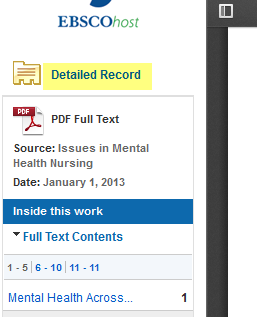 EBSCOhost
Detailed Record
PDF
PDF Full Text
Source: Issues in Mental
Health Nursing
Date: January 1, 2013
Inside this work
Full Text Contents
1 - 5 | 6 - 10 | 11 - 11
Mental Health Across... 1